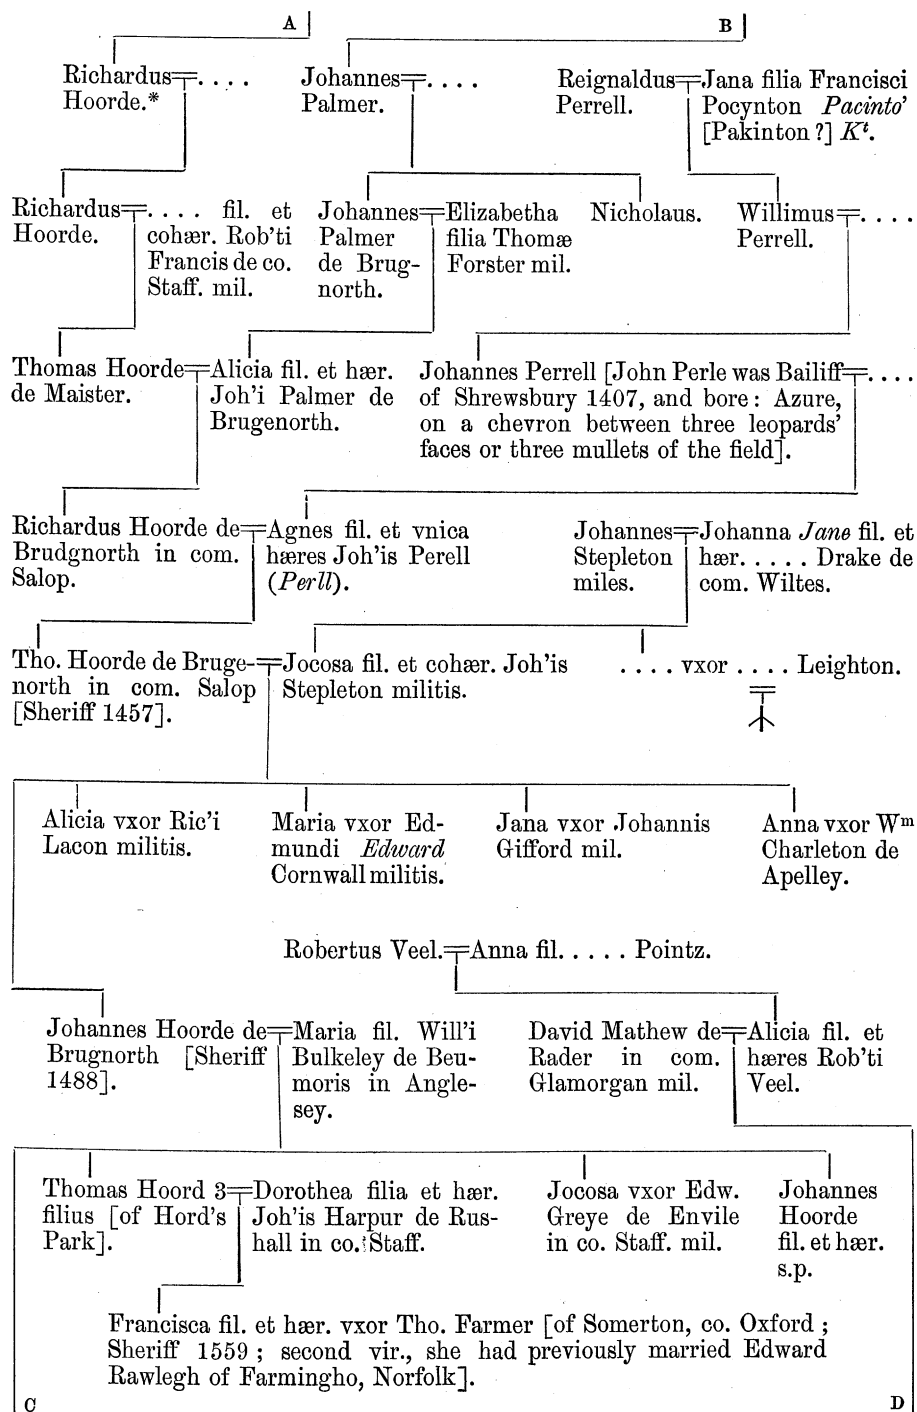 A
B
Richardus=. . . .
Hoorde.*
Johannes=. . . .
Palmer.
Reignaldus=Jana filia Francisci
Perrell. Pocynton Pacinto'
[Pakinton ?] Kt.
Richardus=. . . . fil. et
Hoorde. cohær. Rob'ti
Francis de co.
Staff. mil.
Johannes=Elizabetha
Palmer filia Thomæ
de Brug- Forster mil.
north.
Nicholaus.
Willimus=. . . .
Perrell.
Thomas Hoorde=Alicia fil. et hær.
de Maister. Joh'i Palmer de
Brugenorth.
Johannes Perrell [John Perle was Bailiff=. . . .
of Shrewsbury 1407, and bore: Azure,
on a chevron between three leopards'
faces or three mullets of the field].
Richardus Hoorde de=Agnes fil. et vnica
Brudgnorth in com. hæres Joh'is Perell
Salop. (Perll).
Johannes=Johanna Jane fil. et
Stepleton hær. . . . . Drake de
miles. com. Wiltes.
Tho. Hoorde de Bruge-=Jocosa fil. et cohær. Joh'is
north in com. Salop Stepleton militis.
[Sheriff 1457].
. . . . vxor . . . . Leighton.
Alicia vxor Ric'i
Lacon militis.
Maria vxor Ed-
mundi Edward
Cornwall militis.
Jana vxor Johannis
Gifford mil.
Anna vxor Wm
Charleton de
Apelley.
Robertus Veel.=Anna fil. . . . . Pointz.
Johannes Hoorde de=Maria fil. Will'i
Brugnorth [Sheriff Bulkeley de Beu-
1488]. moris in Angle-
sey.
David Mathew de=Alicia fil. et
Rader in com. hæres Rob'ti
Glamorgan mil. Veel.
Thomas Hoord 3=Dorothea filia et hær.
filius [of Hord's Joh'is Harpur de Rus-
Park]. hall in co. Staff.
Jocosa vxor Edw.
Greye de Envile
in co. Staff. mil.
Johannes
Hoorde
fil. et hær.
s.p.
Francisca fil. et hær. vxor Tho. Farmer [of Somerton, co. Oxford ;
Sheriff 1559 ; second vir., she had previously married Edward
Rawlegh of Farmingho, Norfolk].
C
D